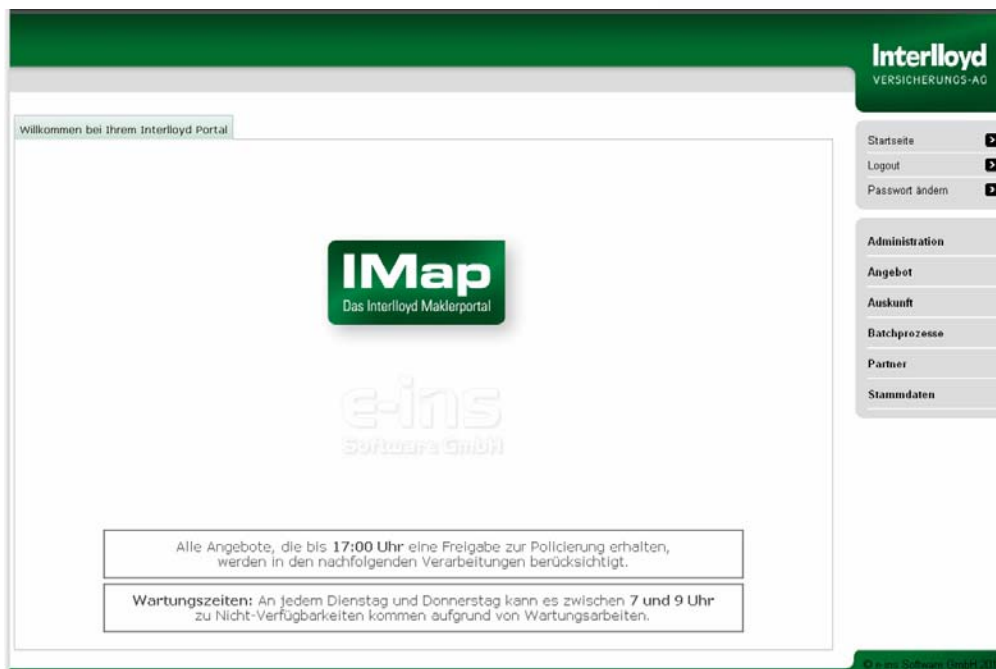 Interlloyd
VERSICHERUNGS-AG
Willkommen bei Ihrem Interlloyd Portal
Startseite
Logout
Passwort ändern
Administration
Angebot
Auskunft
Batchprozesse
Partner
Stammdaten
IMap
Das Interlloyd Maklerportal
e-ins
Software GmbH
Alle Angebote, die bis 17:00 Uhr eine Freigabe zur Policierung erhalten,
werden in den nachfolgenden Verarbeitungen berücksichtigt.
Wartungszeiten: An jedem Dienstag und Donnerstag kann es zwischen 7 und 9 Uhr
zu Nicht-Verfügbarkeiten kommen aufgrund von Wartungsarbeiten.
© e-ins Software GmbH